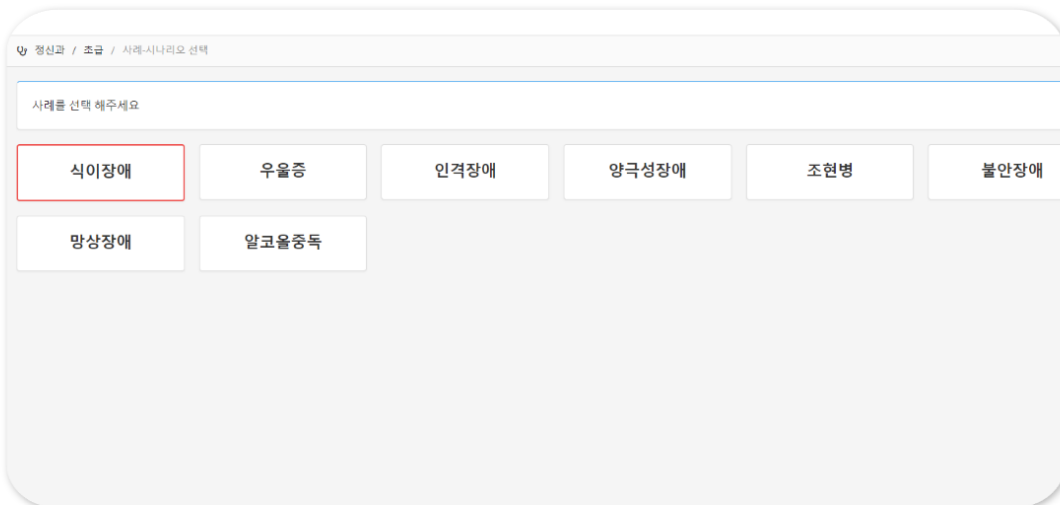 정신과 / 초급 / 사례-시나리오 선택
사례를 선택 해주세요
식이장애 우울증 인격장애 양극성장애 조현병 불안장애
망상장애 알코올중독